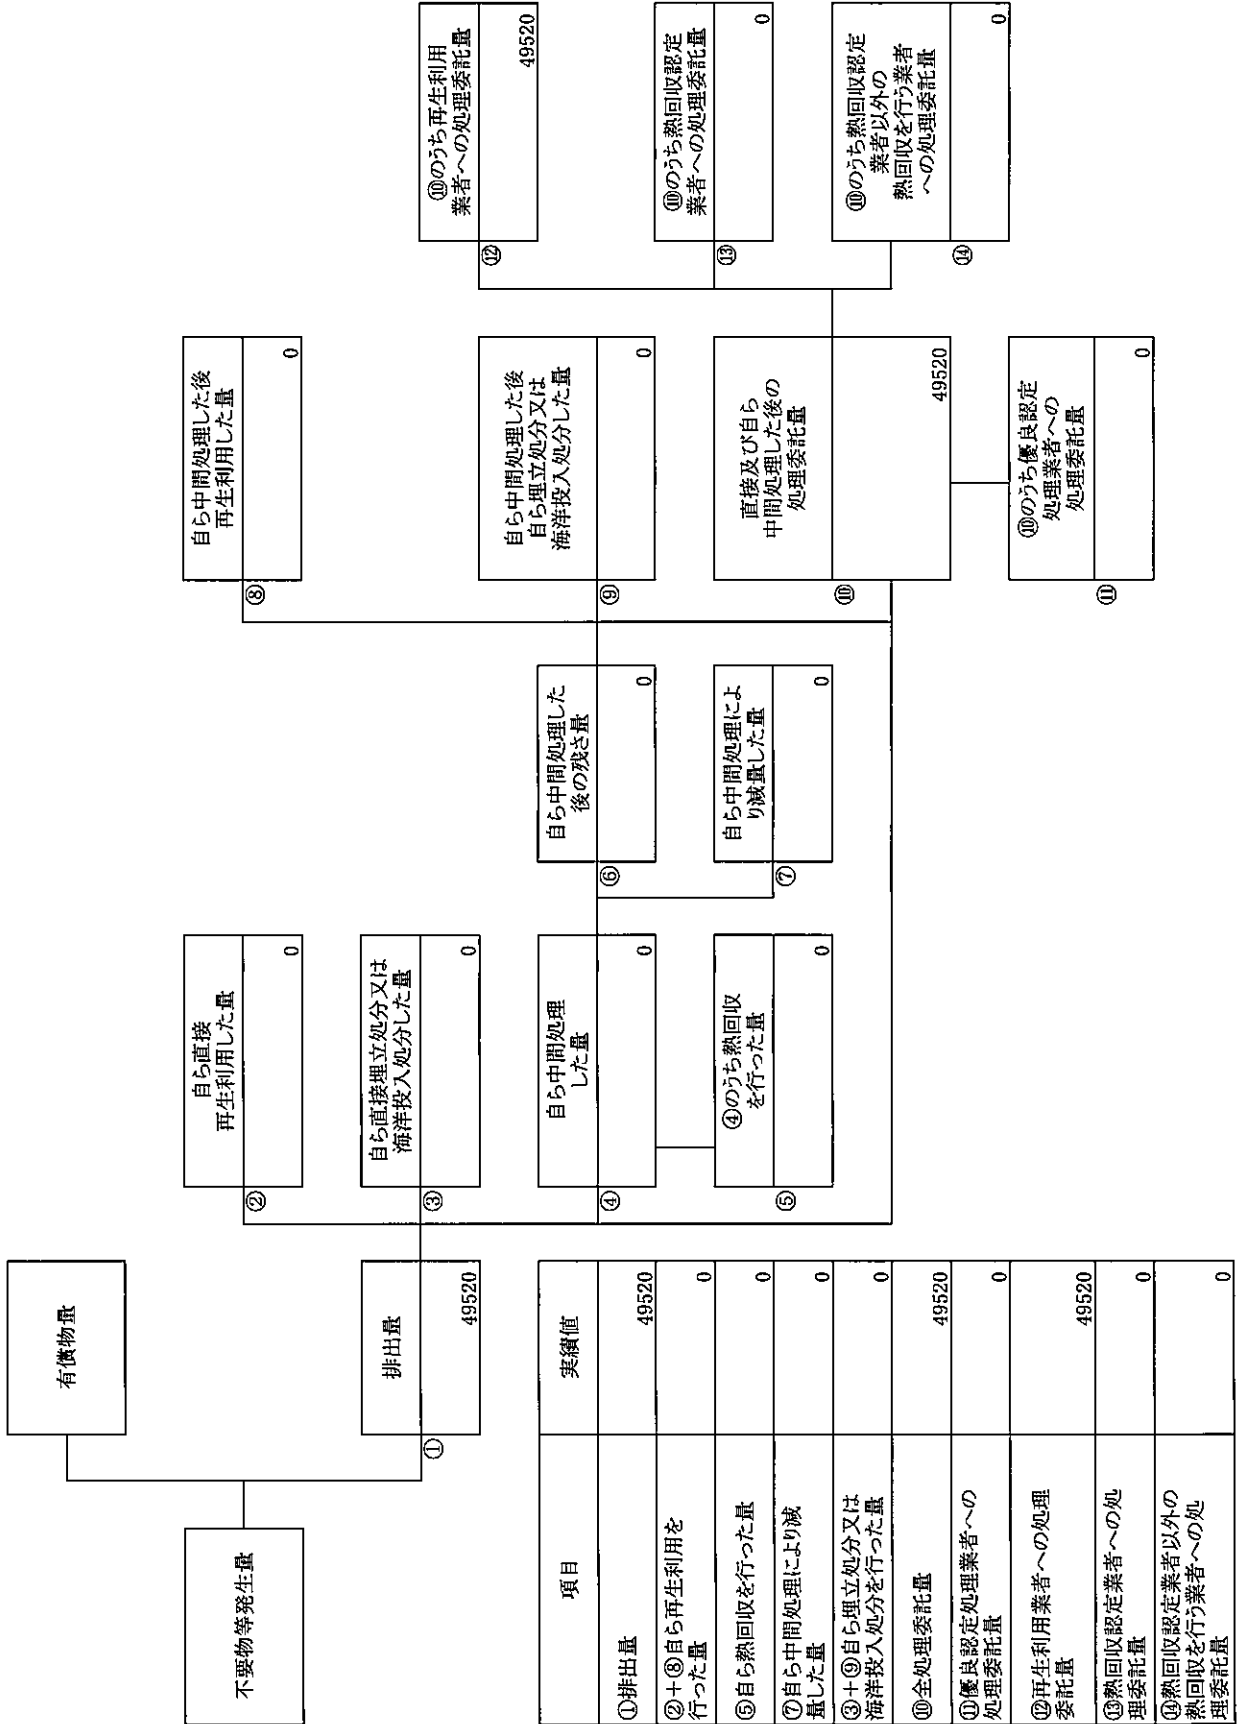 不要物等発生量
有償物量
排出量
①
49520
自ら直接
再生利用した量
②
0
自ら直接埋立処分又は
海洋投入処分した量
③
0
自ら中間処理
した量
④
0
④のうち熱回収
を行った量
⑤
0
自ら中間処理した
後の残さ量
⑥
0
自ら中間処理によ
り減量した量
⑦
0
自ら中間処理した後
再生利用した量
⑧
0
自ら中間処理した後
自ら埋立処分又は
海洋投入処分した量
⑨
0
直接及び自ら
中間処理した後の
処理委託量
⑩
49520
⑩のうち優良認定
処理業者への
処理委託量
⑪
0
⑩のうち再生利用
業者への処理委託量
⑫
49520
⑩のうち熱回収認定
業者への処理委託量
⑬
0
⑩のうち熱回収認定
業者以外の
熱回収を行う業者
への処理委託量
⑭
0
項目 実績値
①排出量 49520
②+⑧自ら再生利用を
行った量 0
⑤自ら熱回収を行った量 0
⑦自ら中間処理により減
量した量 0
③+⑨自ら埋立処分又は
海洋投入処分を行った量 0
⑩全処理委託量 49520
⑪優良認定処理業者への
処理委託量 0
⑫再生利用業者への処理
委託量 49520
⑬熱回収認定業者への処
理委託量 0
⑭熱回収認定業者以外の
熱回収を行う業者への処
理委託量 0